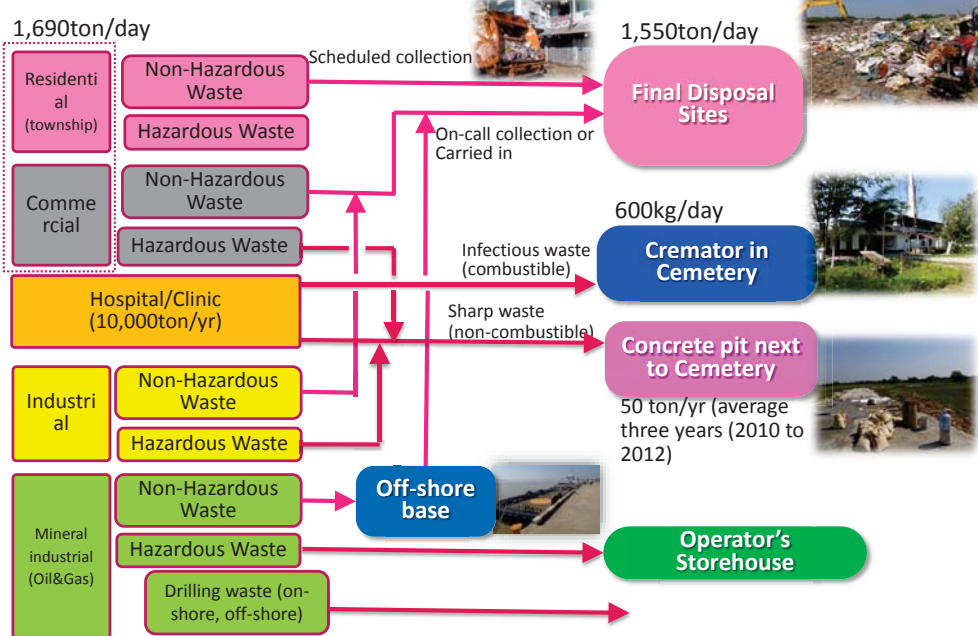 1,690ton/day
Residenti
al
(township)
Non-Hazardous
Waste
Hazardous Waste
Scheduled collection
1,550ton/day
Final Disposal
Sites
On-call collection or
Carried in
Comme
rcial
Non-Hazardous
Waste
Hazardous Waste
600kg/day
Cremator in
Cemetery
Infectious waste
(combustible)
Hospital/Clinic
(10,000ton/yr)
Sharp waste
(non-combustible)
Concrete pit next
to Cemetery
50 ton/yr (average
three years (2010 to
2012)
Industri
al
Non-Hazardous
Waste
Hazardous Waste
Mineral
industrial
(Oil&Gas)
Non-Hazardous
Waste
Off-shore
base
Hazardous Waste
Operator’s
Storehouse
Drilling waste (on-
shore, off-shore)